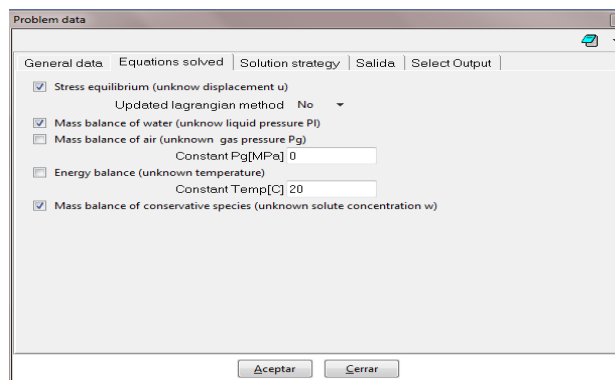 Problem data
General data Equations solved Solution strategy Salida Select Output
Stress equilibrium (unknow displacement u)
Updated lagrangian method No
Mass balance of water (unknow liquid pressure Pl)
Mass balance of air (unknown gas pressure Pg)
Constant Pg[MPa] 0
Energy balance (unknown temperature)
Constant Temp[C] 20
Mass balance of conservative species (unknown solute concentration w)
Aceptar Cerrar